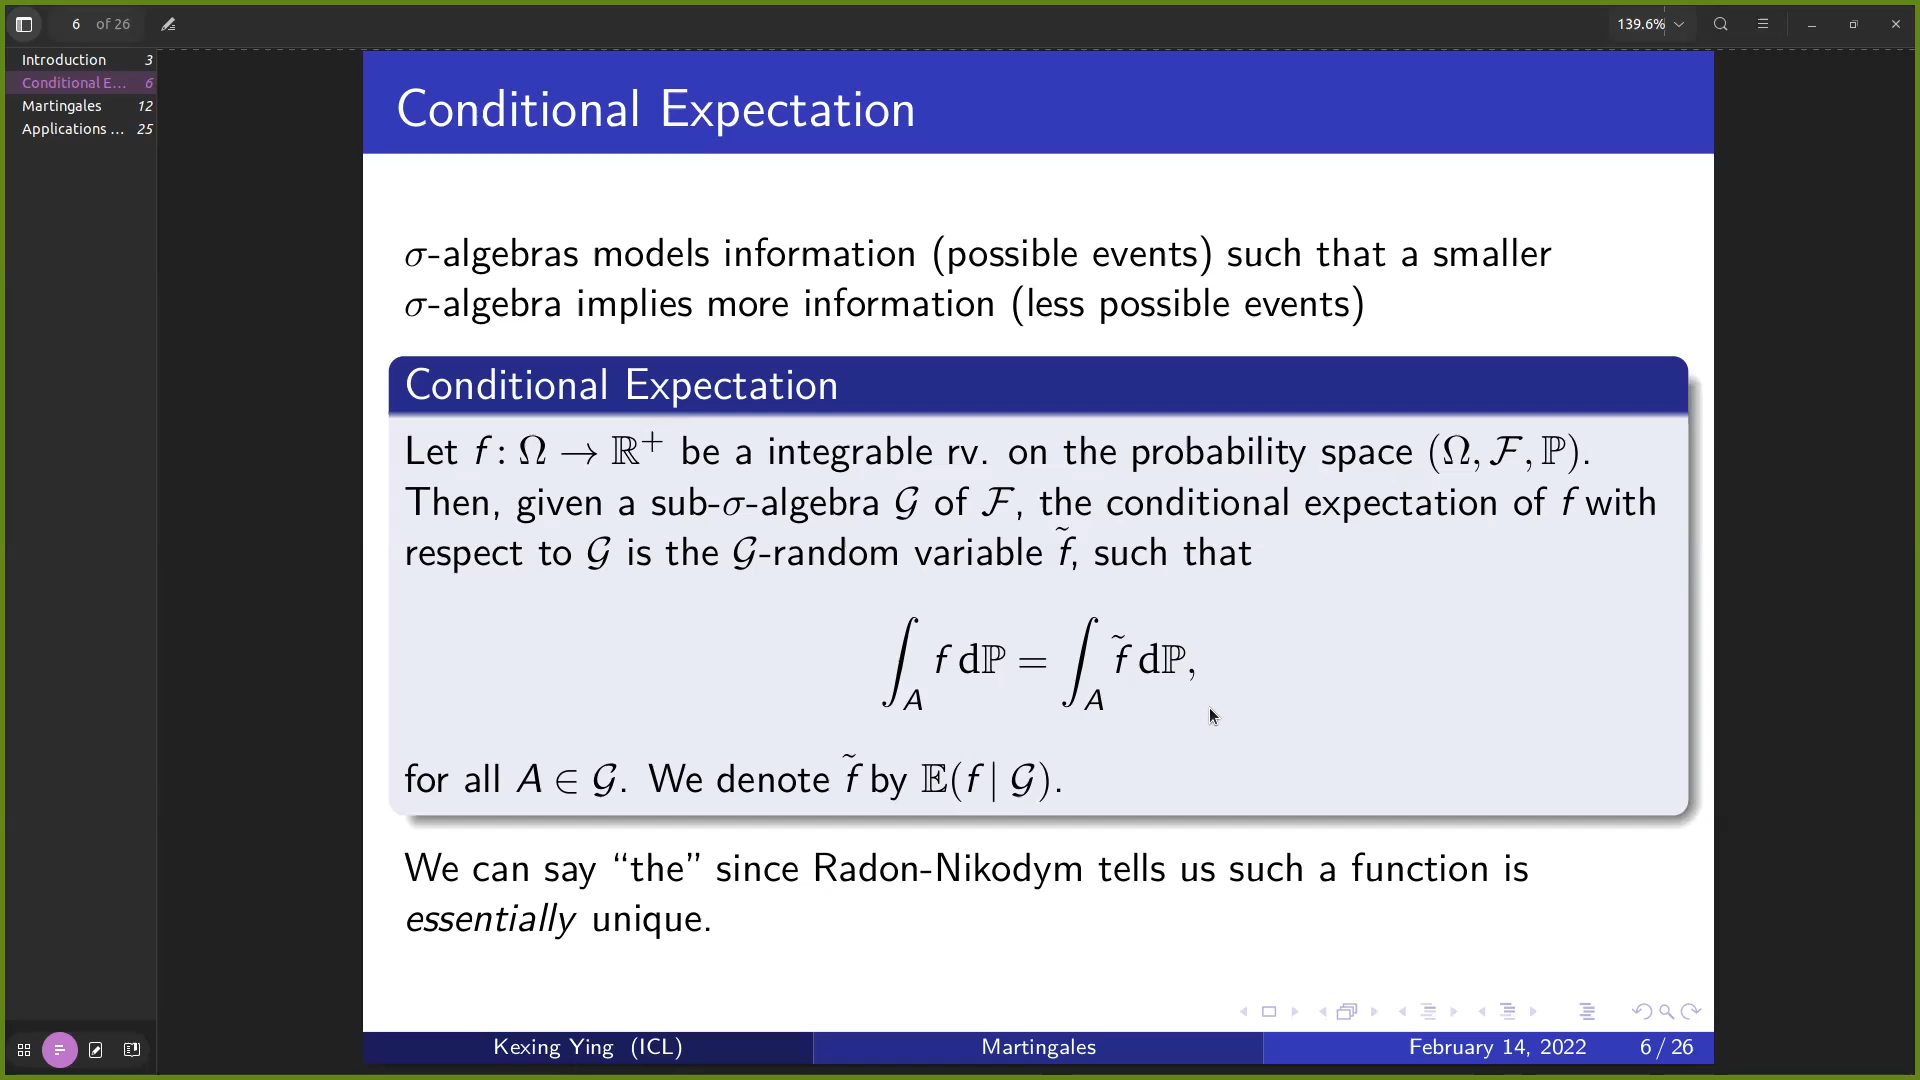 6 of 26
139.6%
Introduction 3
Conditional E... 6
Martingales 12
Applications ... 25
Conditional Expectation
σ-algebras models information (possible events) such that a smaller
σ-algebra implies more information (less possible events)
Conditional Expectation
Let f : Ω → ℝ⁺ be a integrable rv. on the probability space (Ω, ℱ, ℙ).
Then, given a sub-σ-algebra 𝒢 of ℱ, the conditional expectation of f with
respect to 𝒢 is the 𝒢-random variable f̃, such that
∫_A f dℙ = ∫_A f̃ dℙ,
for all A ∈ 𝒢. We denote f̃ by 𝔼(f | 𝒢).
We can say “the” since Radon-Nikodym tells us such a function is
essentially unique.
Kexing Ying (ICL) Martingales February 14, 2022 6 / 26